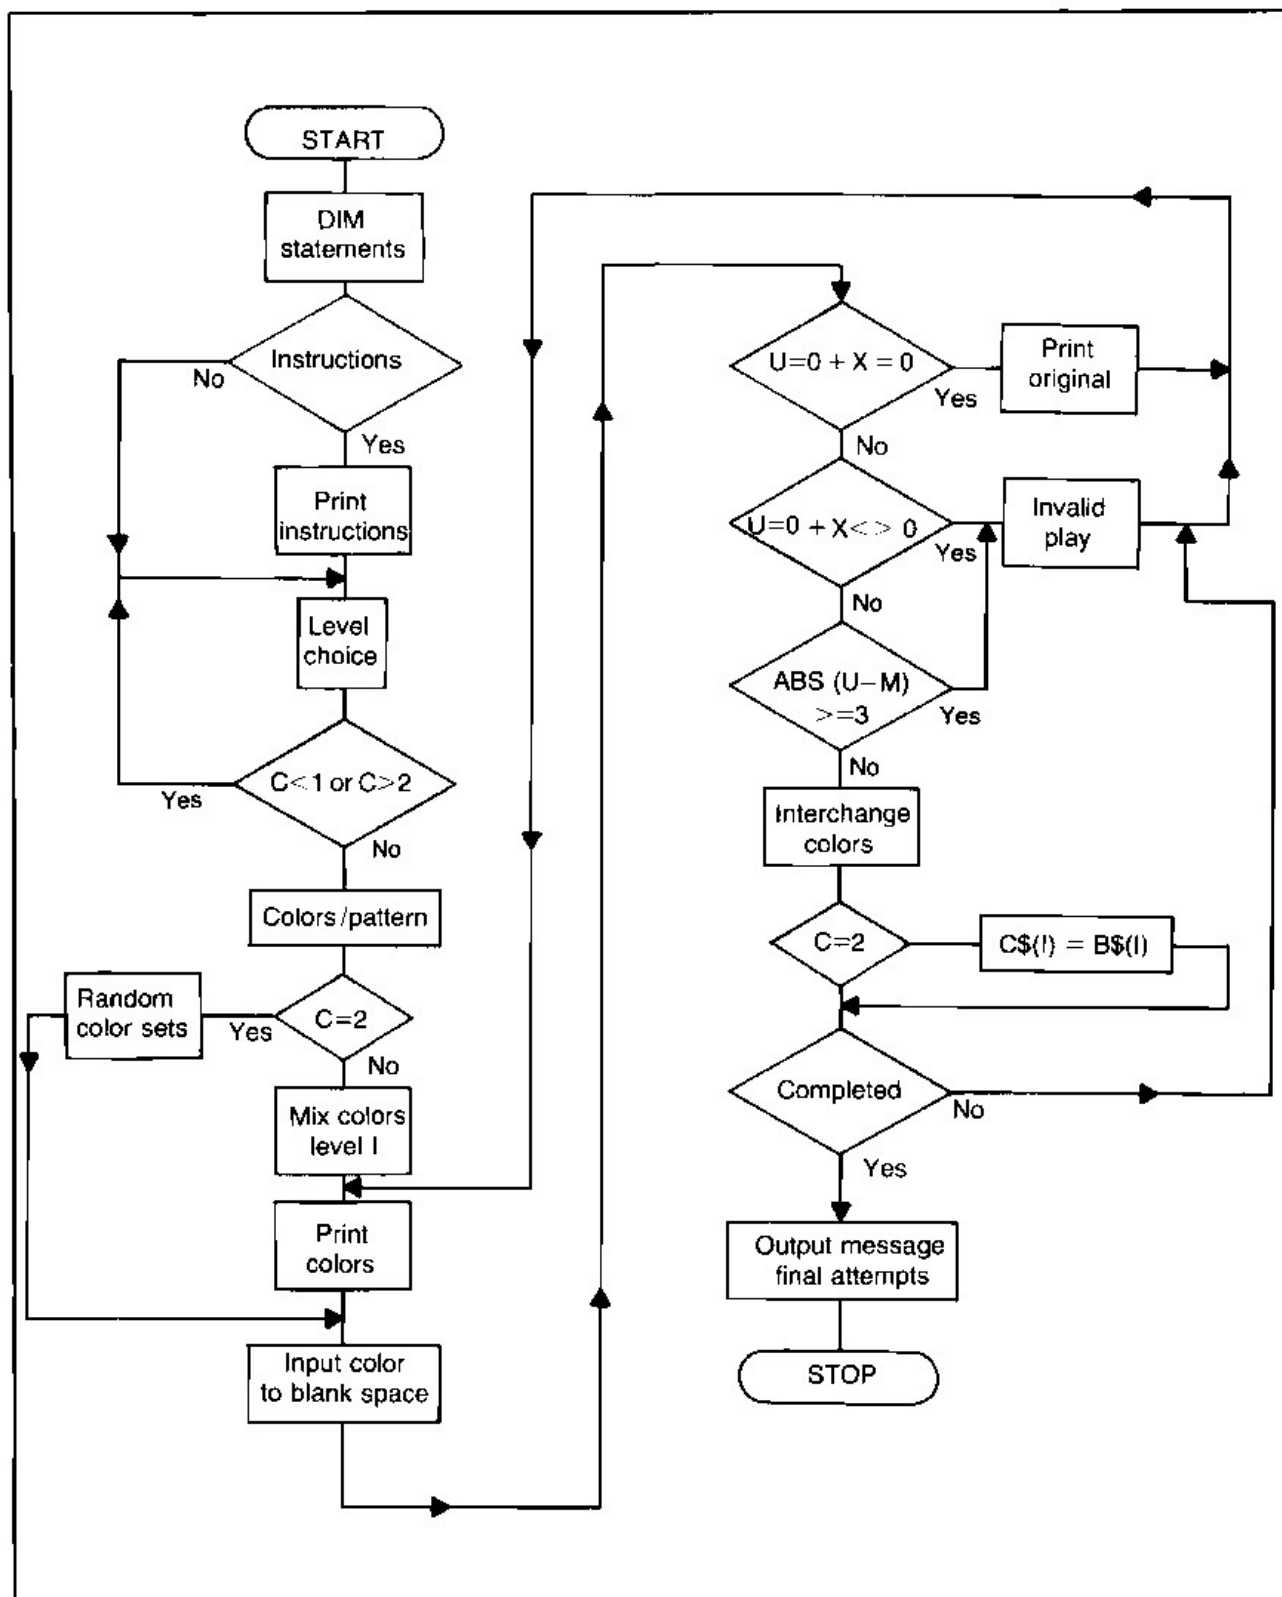 START
DIM
statements
Instructions
No
Yes
Print
instructions
Level
choice
C<1 or C>2
Yes
No
Colors/pattern
Random
color sets
Yes
C=2
No
Mix colors
level I
Print
colors
Input color
to blank space
U=0 + X = 0
Yes
Print
original
No
U=0 + X<> 0
Yes
Invalid
play
No
ABS (U-M)
>=3
Yes
No
Interchange
colors
C=2
C$(I) = B$(I)
Completed
No
Yes
Output message
final attempts
STOP